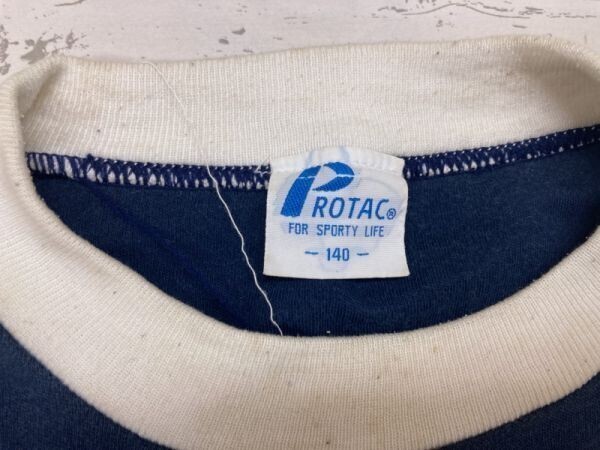 PROTAC®
FOR SPORTY LIFE
- 140 -